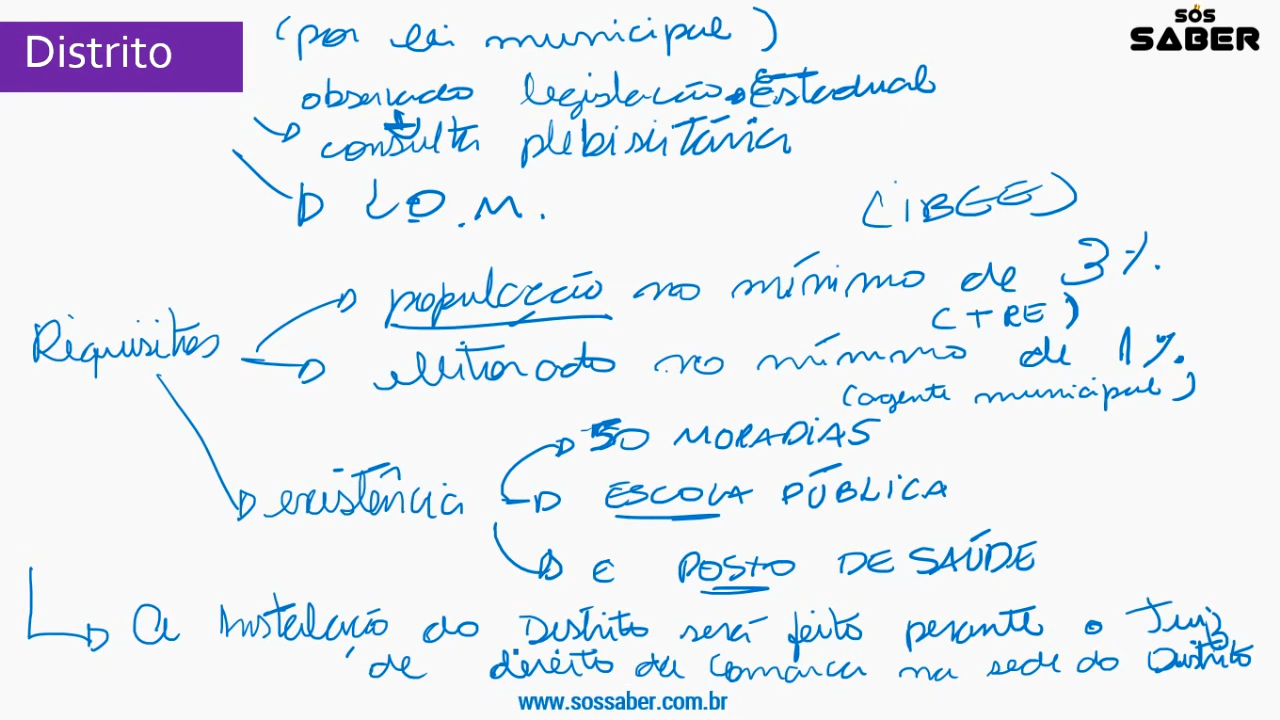 Distrito
SÓS
SABER
(por lei municipal)
observado legislação Estadual
consulta plebiscitária
L.O.M.
(IBGE)
população no mínimo de 3%.
(TRE)
Requisitos
eleitorado no mínimo de 1%.
(agente municipal)
50 MORADIAS
existência
ESCOLA PÚBLICA
E POSTO DE SAÚDE
a instalação do Distrito será feito perante o Juiz
de direito da comarca na sede do Distrito
www.sossaber.com.br